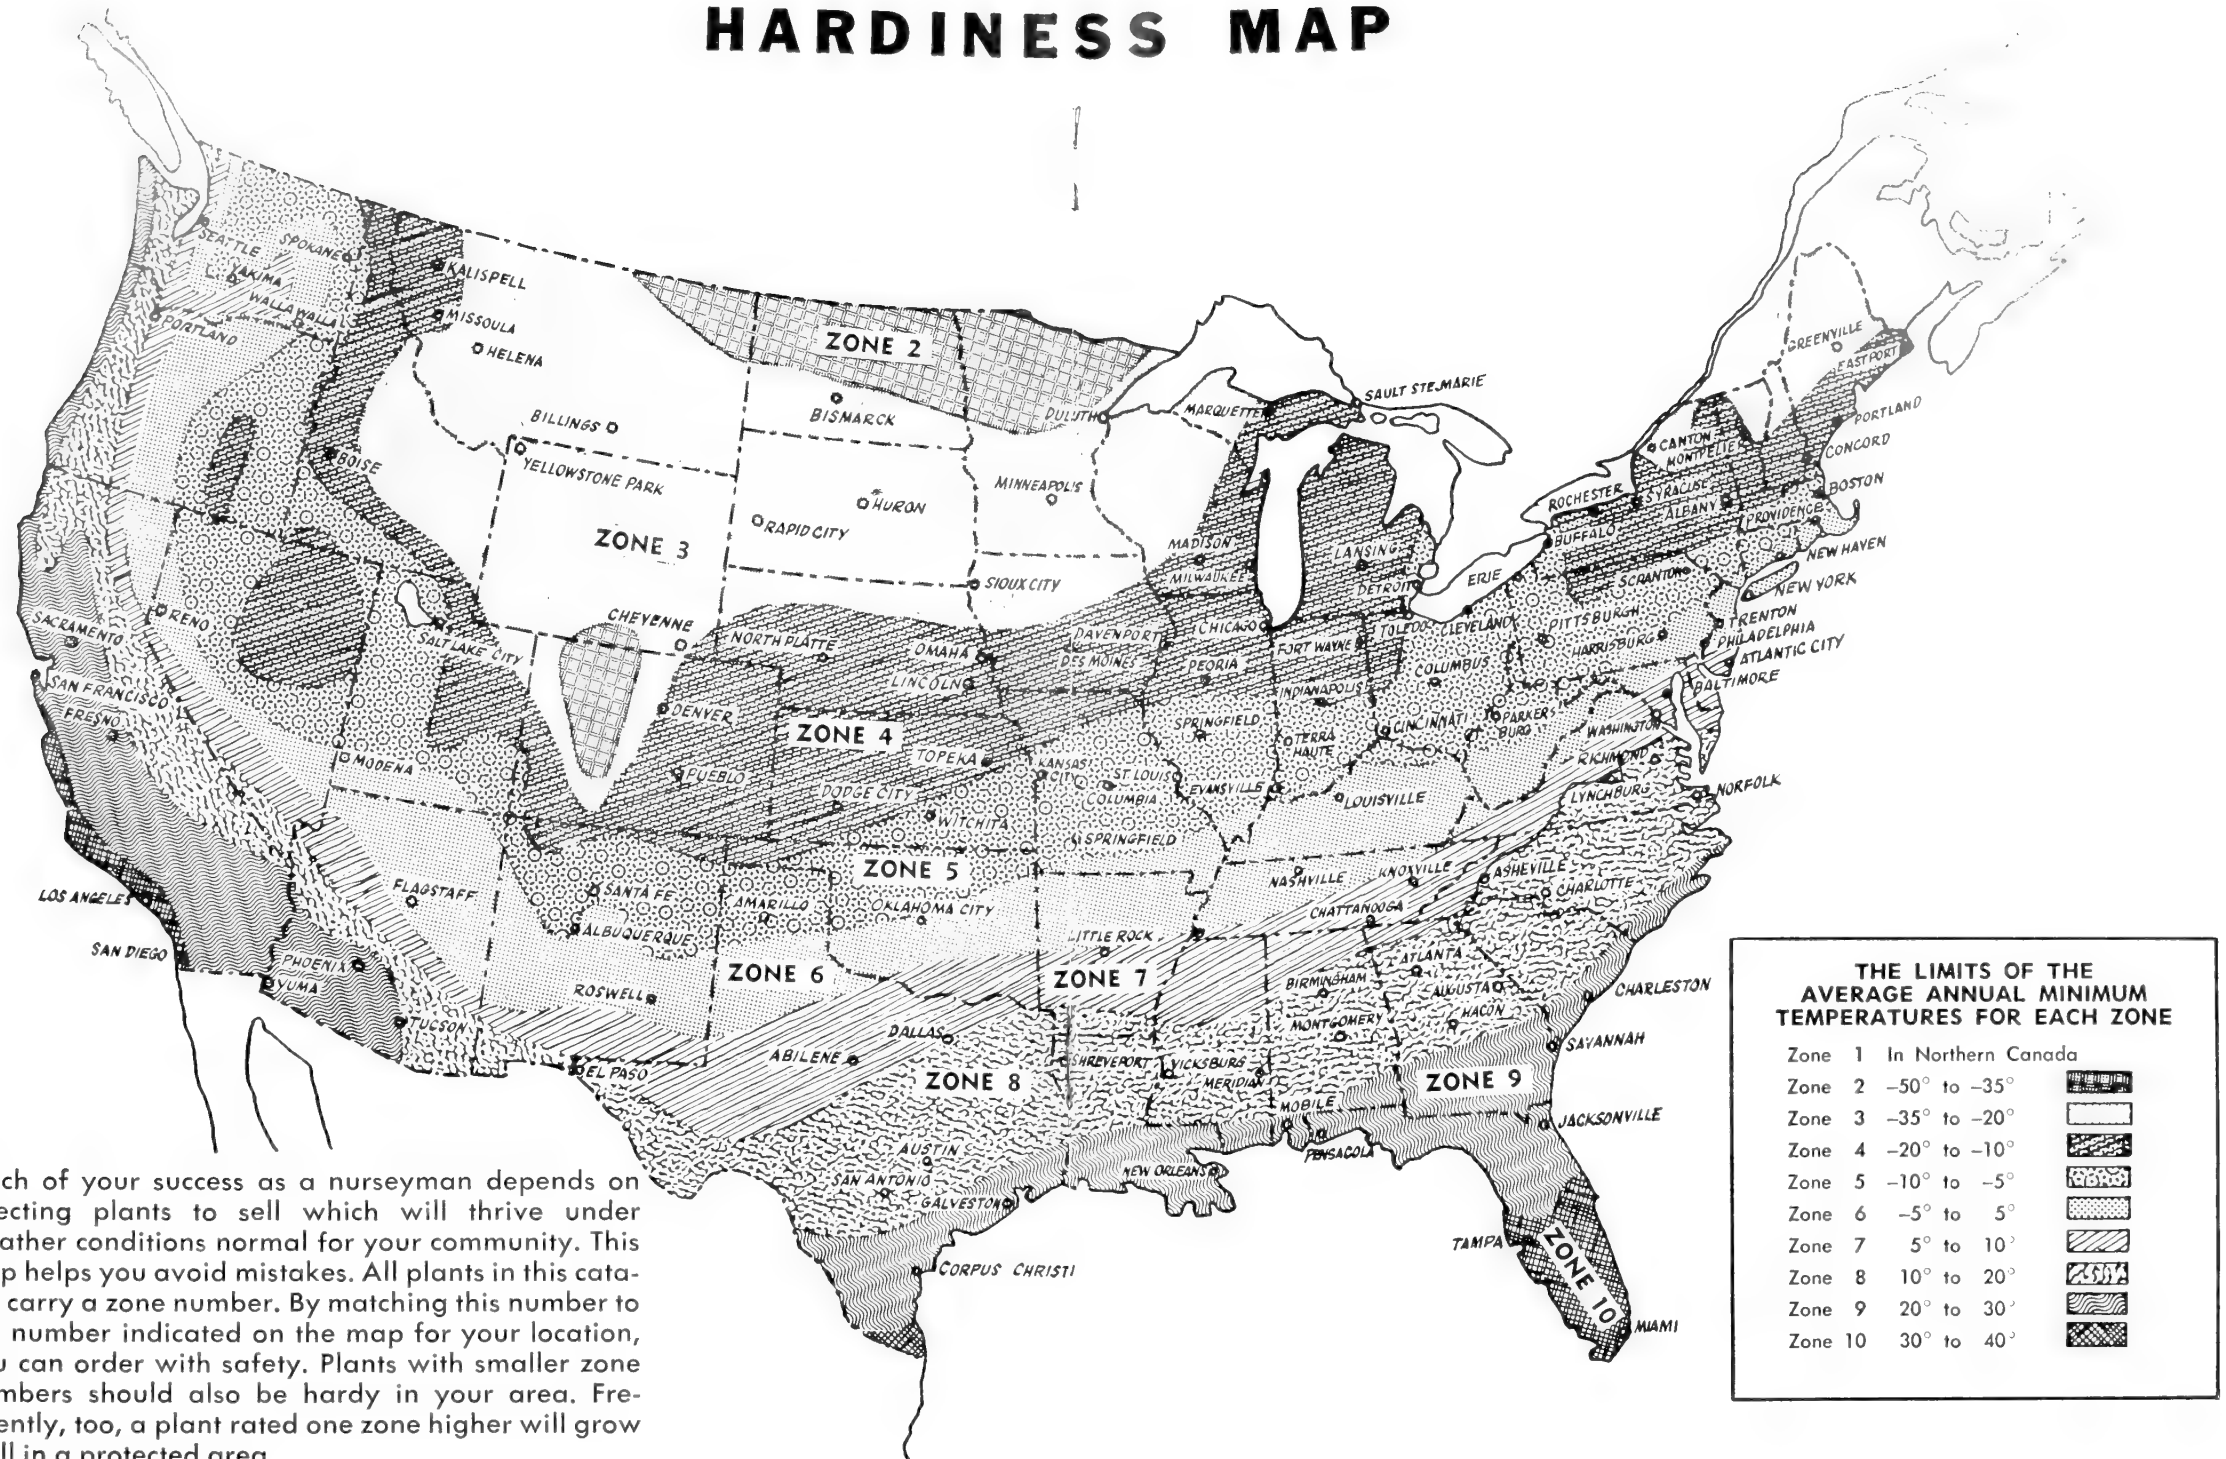 HARDINESS MAP
SEATTLE
SPOKANE
YAKIMA
WALLA WALLA
PORTLAND
KALISPELL
MISSOULA
HELENA
BILLINGS
BOISE
YELLOWSTONE PARK
ZONE 2
BISMARCK
DULUTH
MARQUETTE
SAULT STE. MARIE
GREENVILLE
EASTPORT
PORTLAND
CONCORD
CANTON
MONTPELIER
BOSTON
HURON
RAPID CITY
MINNEAPOLIS
ZONE 3
SIOUX CITY
MADISON
MILWAUKEE
LANSING
DETROIT
ROCHESTER
SYRACUSE
ALBANY
BUFFALO
PROVIDENCE
NEW HAVEN
NEW YORK
ERIE
SCRANTON
TRENTON
PHILADELPHIA
ATLANTIC CITY
BALTIMORE
RENO
SACRAMENTO
SAN FRANCISCO
FRESNO
SALT LAKE CITY
CHEYENNE
NORTH PLATTE
OMAHA
LINCOLN
DAVENPORT
DES MOINES
CHICAGO
PEORIA
FORT WAYNE
TOLEDO
CLEVELAND
PITTSBURGH
HARRISBURG
COLUMBUS
INDIANAPOLIS
DENVER
ZONE 4
TOPEKA
KANSAS
CITY
ST. LOUIS
COLUMBIA
SPRINGFIELD
TERRA
HAUTE
CINCINNATI
PARKERS
BURG
WASHINGTON
RICHMOND
LYNCHBURG
NORFOLK
MODENA
PUEBLO
DODGE CITY
WITCHITA
SPRINGFIELD
EVANSVILLE
LOUISVILLE
ZONE 5
FLAGSTAFF
SANTA FE
ALBUQUERQUE
AMARILLO
OKLAHOMA CITY
NASHVILLE
KNOXVILLE
ASHEVILLE
CHARLOTTE
CHATTANOOGA
LITTLE ROCK
LOS ANGELES
SAN DIEGO
PHOENIX
YUMA
TUCSON
ROSWELL
ZONE 6
ZONE 7
ATLANTA
BIRMINGHAM
AUGUSTA
MACON
MONTGOMERY
CHARLESTON
SAVANNAH
EL PASO
ABILENE
DALLAS
ZONE 8
SHREVEPORT
VICKSBURG
MERIDIAN
ZONE 9
MOBILE
PENSACOLA
JACKSONVILLE
AUSTIN
SAN ANTONIO
GALVESTON
NEW ORLEANS
CORPUS CHRISTI
TAMPA
ZONE 10
MIAMI
THE LIMITS OF THE
AVERAGE ANNUAL MINIMUM
TEMPERATURES FOR EACH ZONE
Zone 1 In Northern Canada
Zone 2 -50° to -35°
Zone 3 -35° to -20°
Zone 4 -20° to -10°
Zone 5 -10° to -5°
Zone 6 -5° to 5°
Zone 7 5° to 10°
Zone 8 10° to 20°
Zone 9 20° to 30°
Zone 10 30° to 40°
ch of your success as a nurseyman depends on
ecting plants to sell which will thrive under
ather conditions normal for your community. This
p helps you avoid mistakes. All plants in this cata-
carry a zone number. By matching this number to
number indicated on the map for your location,
u can order with safety. Plants with smaller zone
mbers should also be hardy in your area. Fre-
ently, too, a plant rated one zone higher will grow
ll in a protected area